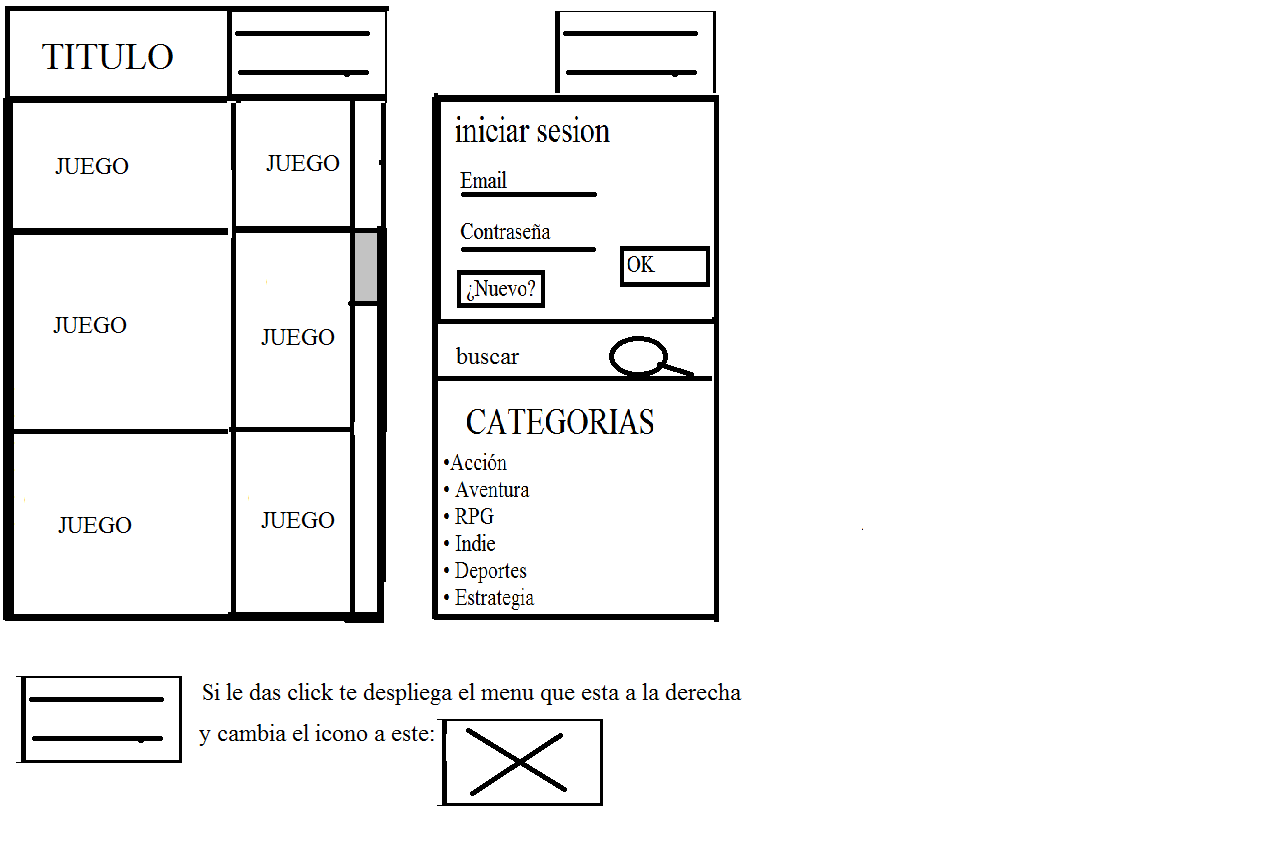 TITULO
JUEGO
JUEGO
JUEGO
JUEGO
JUEGO
JUEGO
iniciar sesion
Email
Contraseña
OK
¿Nuevo?
buscar
CATEGORIAS
•Acción
• Aventura
• RPG
• Indie
• Deportes
• Estrategia
Si le das click te despliega el menu que esta a la derecha
y cambia el icono a este: